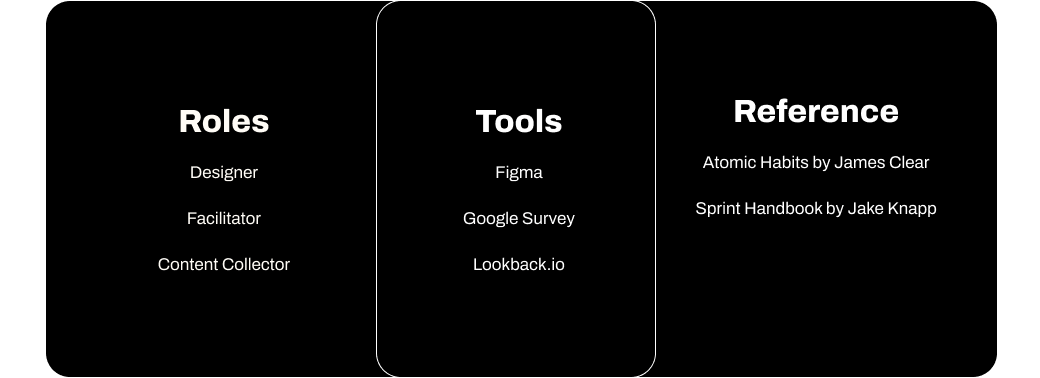 Roles
Designer
Facilitator
Content Collector
Tools
Figma
Google Survey
Lookback.io
Reference
Atomic Habits by James Clear
Sprint Handbook by Jake Knapp